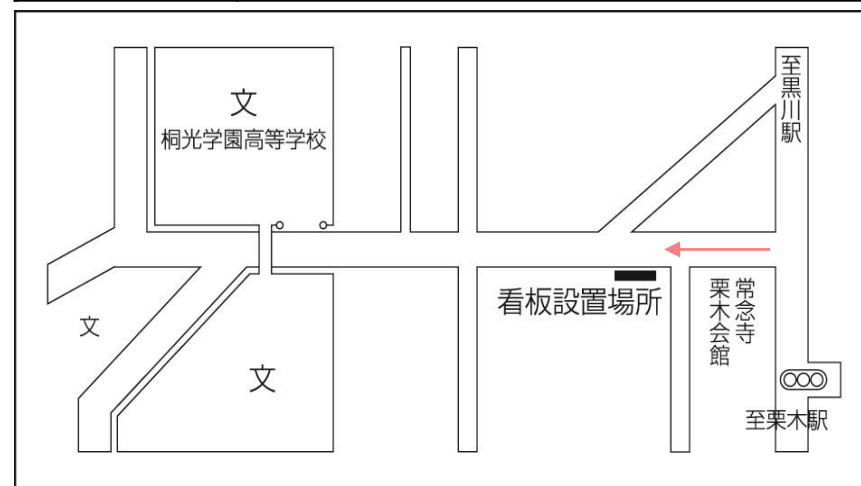 文
桐光学園高等学校
至黒川駅
看板設置場所
常念寺
栗木会館
文
文
至栗木駅